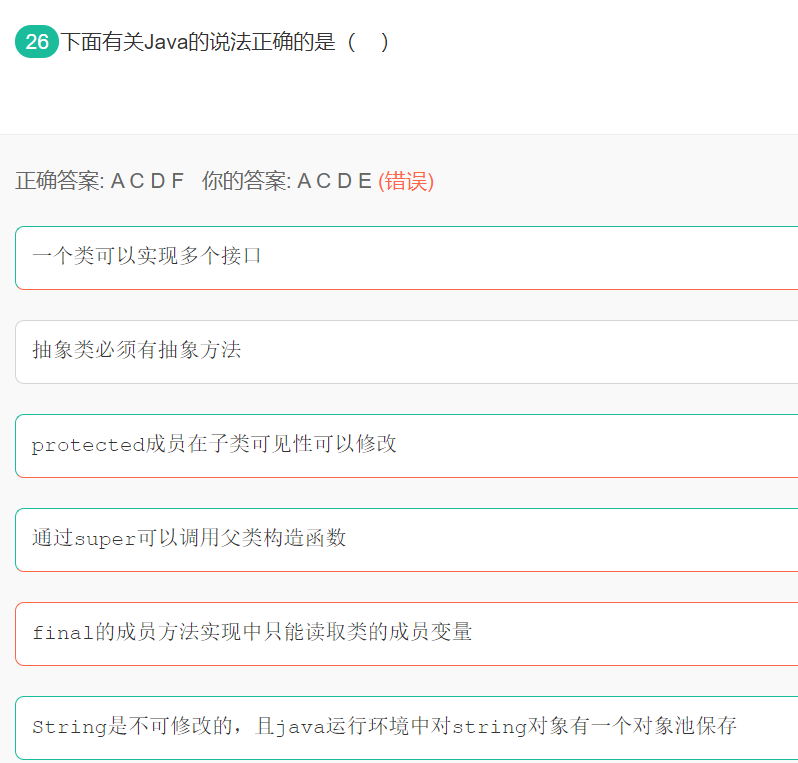 26 下面有关Java的说法正确的是（ ）
正确答案: A C D F 你的答案: A C D E (错误)
一个类可以实现多个接口
抽象类必须有抽象方法
protected成员在子类可见性可以修改
通过super可以调用父类构造函数
final的成员方法实现中只能读取类的成员变量
String是不可修改的，且java运行环境中对string对象有一个对象池保存